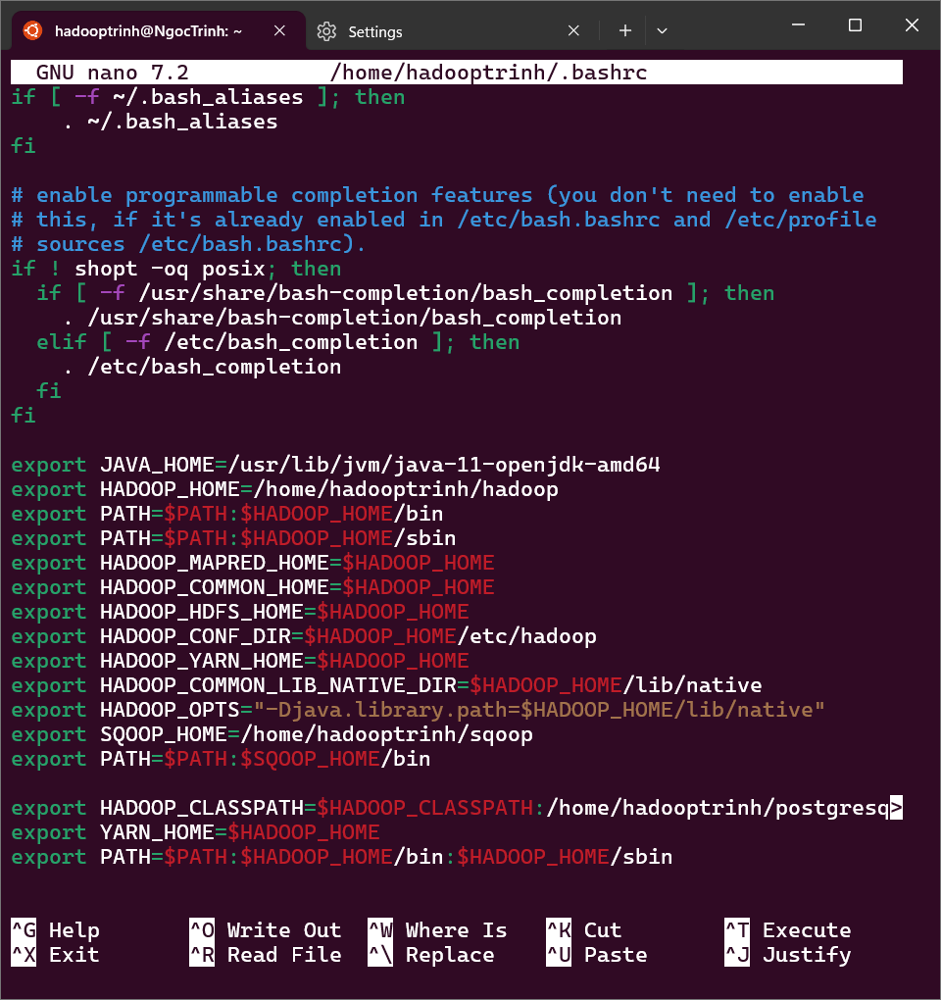 hadooptrinh@NgocTrinh: ~
Settings
GNU nano 7.2 /home/hadooptrinh/.bashrc
if [ -f ~/.bash_aliases ]; then
    . ~/.bash_aliases
fi
# enable programmable completion features (you don't need to enable
# this, if it's already enabled in /etc/bash.bashrc and /etc/profile
# sources /etc/bash.bashrc).
if ! shopt -oq posix; then
  if [ -f /usr/share/bash-completion/bash_completion ]; then
    . /usr/share/bash-completion/bash_completion
  elif [ -f /etc/bash_completion ]; then
    . /etc/bash_completion
  fi
fi
export JAVA_HOME=/usr/lib/jvm/java-11-openjdk-amd64
export HADOOP_HOME=/home/hadooptrinh/hadoop
export PATH=$PATH:$HADOOP_HOME/bin
export PATH=$PATH:$HADOOP_HOME/sbin
export HADOOP_MAPRED_HOME=$HADOOP_HOME
export HADOOP_COMMON_HOME=$HADOOP_HOME
export HADOOP_HDFS_HOME=$HADOOP_HOME
export HADOOP_CONF_DIR=$HADOOP_HOME/etc/hadoop
export HADOOP_YARN_HOME=$HADOOP_HOME
export HADOOP_COMMON_LIB_NATIVE_DIR=$HADOOP_HOME/lib/native
export HADOOP_OPTS="-Djava.library.path=$HADOOP_HOME/lib/native"
export SQOOP_HOME=/home/hadooptrinh/sqoop
export PATH=$PATH:$SQOOP_HOME/bin
export HADOOP_CLASSPATH=$HADOOP_CLASSPATH:/home/hadooptrinh/postgresq>
export YARN_HOME=$HADOOP_HOME
export PATH=$PATH:$HADOOP_HOME/bin:$HADOOP_HOME/sbin
^G Help ^O Write Out ^W Where Is ^K Cut ^T Execute
^X Exit ^R Read File ^\ Replace ^U Paste ^J Justify